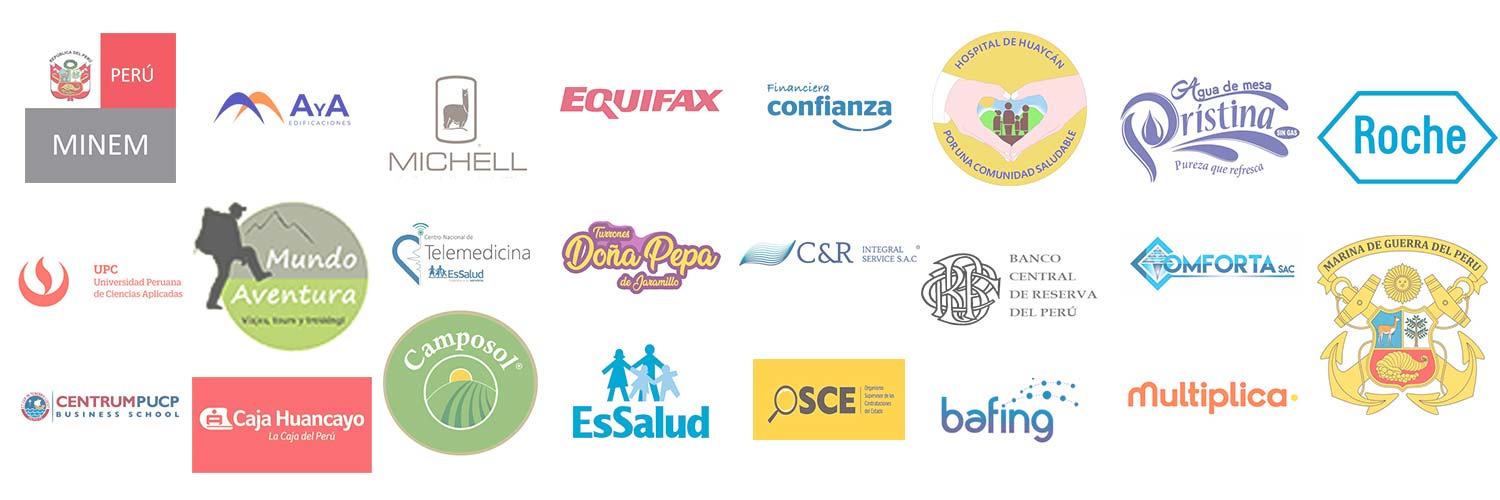 REPÚBLICA DEL PERÚ
PERÚ
MINEM
AYA
EDIFICACIONES
MICHELL
EQUIFAX
Financiera
confianza
HOSPITAL DE HUAYCÁN
POR UNA COMUNIDAD SALUDABLE
Agua de mesa
Prístina
SIN GAS
Pureza que refresca
Roche
UPC
Universidad Peruana
de Ciencias Aplicadas
Mundo
Aventura
Viajes, tours y trekking!
Centro Nacional de
Telemedicina
EsSalud
Turrones
Doña Pepa
de Jaramillo
C&R
INTEGRAL
SERVICE S.A.C
BANCO
CENTRAL
DE RESERVA
DEL PERÚ
COMFORTA SAC
MARINA DE GUERRA DEL PERU
CENTRUMPUCP
BUSINESS SCHOOL
Caja Huancayo
La Caja del Perú
Camposol®
EsSalud
OSCE
Organismo
Supervisor de las
Contrataciones
del Estado
bafing
multiplica.